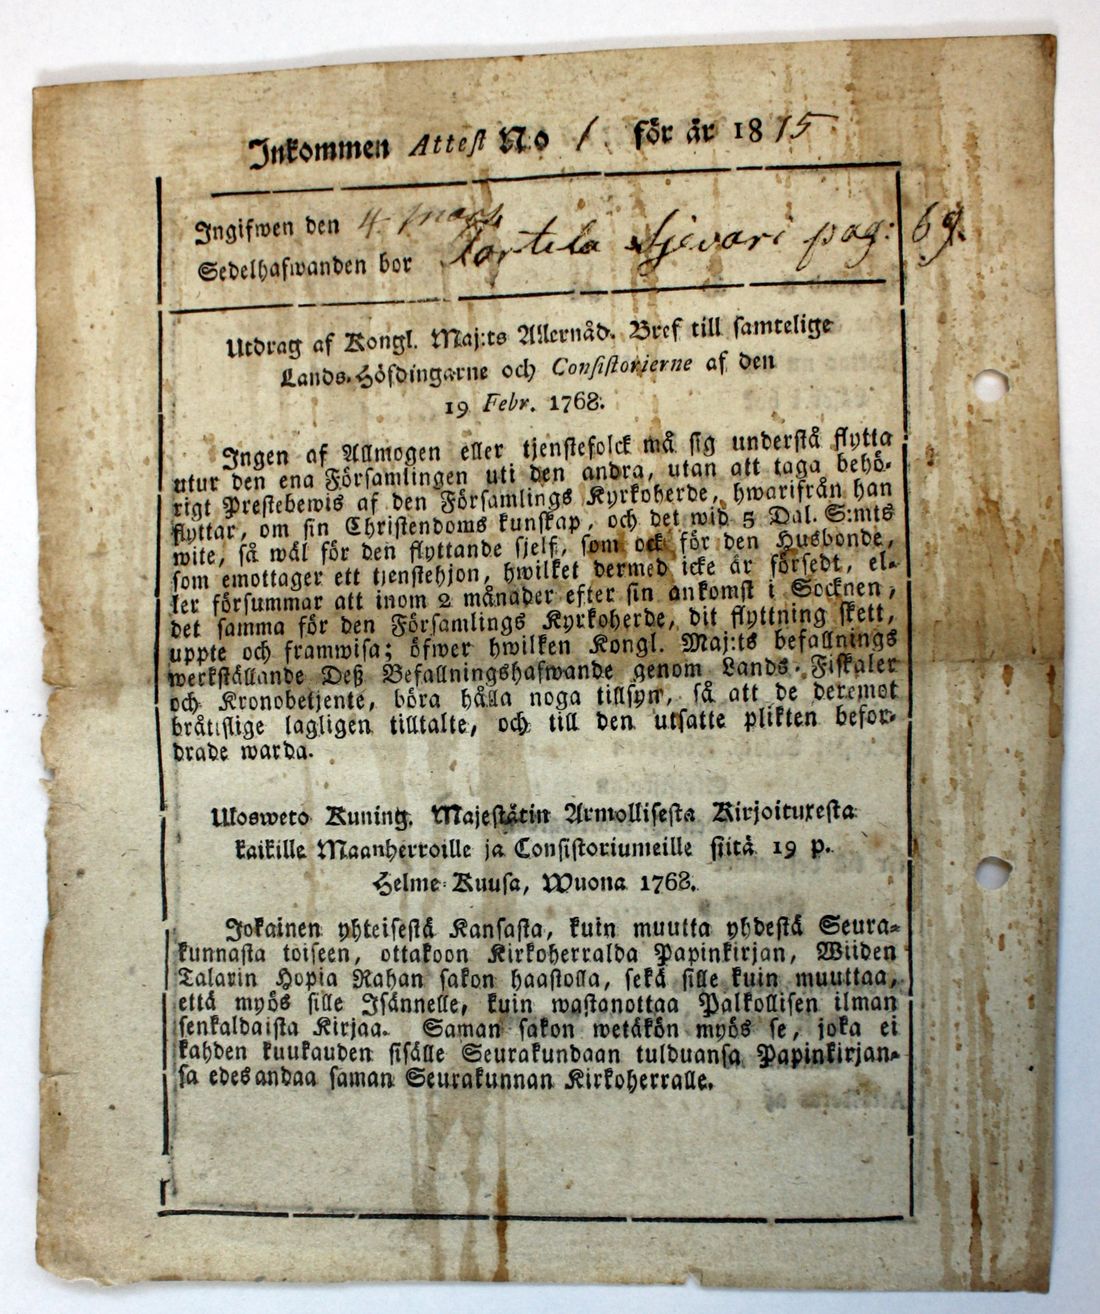 Inkommen Attest No 1 för år 1815
Ingifwen den 4 mars
Sedelhafwanden bor Sjevari pag: 69.
Utdrag af Kongl. Maj:ts Allernåd. Bref till samtelige
Lands-Höfdingarne och Consistorierne af den
19 Febr. 1768.
Ingen af Allmogen eller tjenstefolck må sig understå flytta
utur den ena Församlingen uti den andra, utan att taga behö-
rigt Prestebewis af den Församlings Kyrkoherde, hwarifrån han
flyttar, om sin Christendoms kunskap, och det wid 5 Dal. S:mts
wite, så wäl för den flyttande sjelf, som ock för den Husbonde,
som emottager ett tjenstehjon, hwilket dermed icke är försedt, el-
ler försummar att inom 2 månader efter sin ankomst i Socknen,
det samma för den Församlings Kyrkoherde, dit flyttning skett,
uppte och framwisa; öfwer hwilken Kongl. Maj:ts befallnings
werkställande Deß Befallningshafwande genom Lands-Fiskaler
och Kronobetjente, böra hålla noga tillsyn, så att de deremot
bråtislige lagligen tilltalte, och till den utsatte plikten befor-
drade warda.
Ulosweto Kuning. Majestätin Armollisesta Kirjoituxesta
kaikille Maanherroille ja Consistoriumeille siitä 19 p.
Helme-Kuusa, Wuona 1768.
Jokainen yhteisestä Kansasta, kuin muutta yhdestä Seura-
kunnasta toiseen, ottakoon Kirkoherralda Papinkirjan, Wiiden
Talarin Hopia Rahan sakon haastolla, sekä sille kuin muuttaa,
että myös sille Isännelle, kuin wastanottaa Palkollisen ilman
senkaldaista Kirjaa. Saman sakon wetäkön myös se, joka ei
kahden kuukauden sisälle Seurakundaan tulduansa Papinkirjan-
sa edesandaa saman Seurakunnan Kirkoherralle.